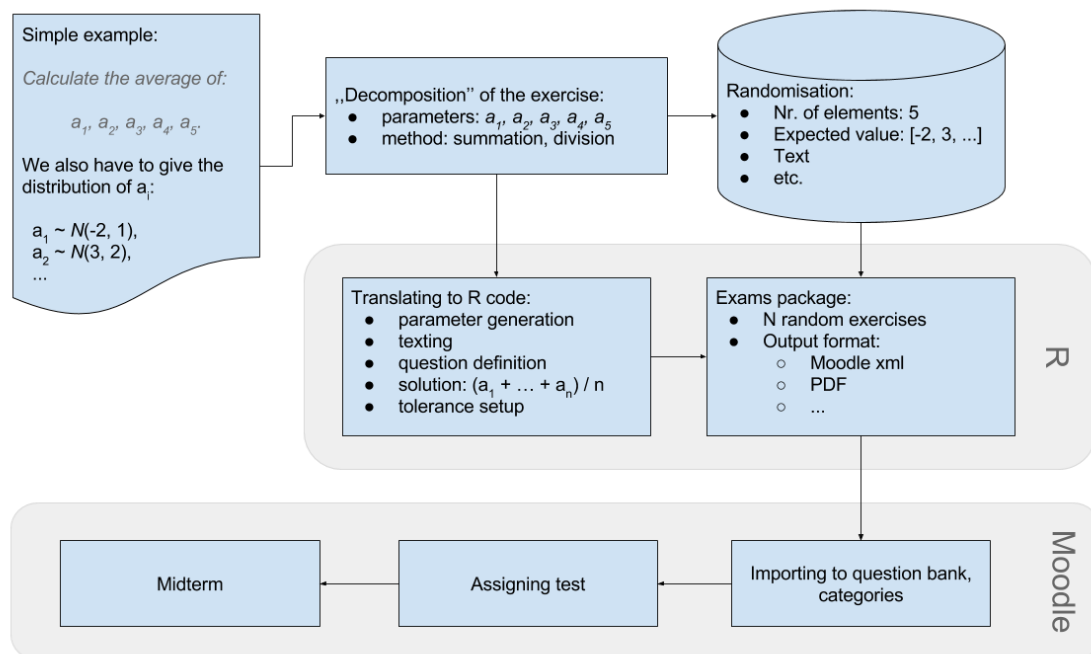 Simple example:
Calculate the average of:
a₁, a₂, a₃, a₄, a₅.
We also have to give the
distribution of aᵢ:
a₁ ~ N(-2, 1),
a₂ ~ N(3, 2),
...
,,Decomposition’’ of the exercise:
● parameters: a₁, a₂, a₃, a₄, a₅
● method: summation, division
Randomisation:
● Nr. of elements: 5
● Expected value: [-2, 3, ...]
● Text
● etc.
Translating to R code:
● parameter generation
● texting
● question definition
● solution: (a₁ + … + aₙ) / n
● tolerance setup
Exams package:
● N random exercises
● Output format:
○ Moodle xml
○ PDF
○ ...
R
Midterm
Assigning test
Importing to question bank,
categories
Moodle